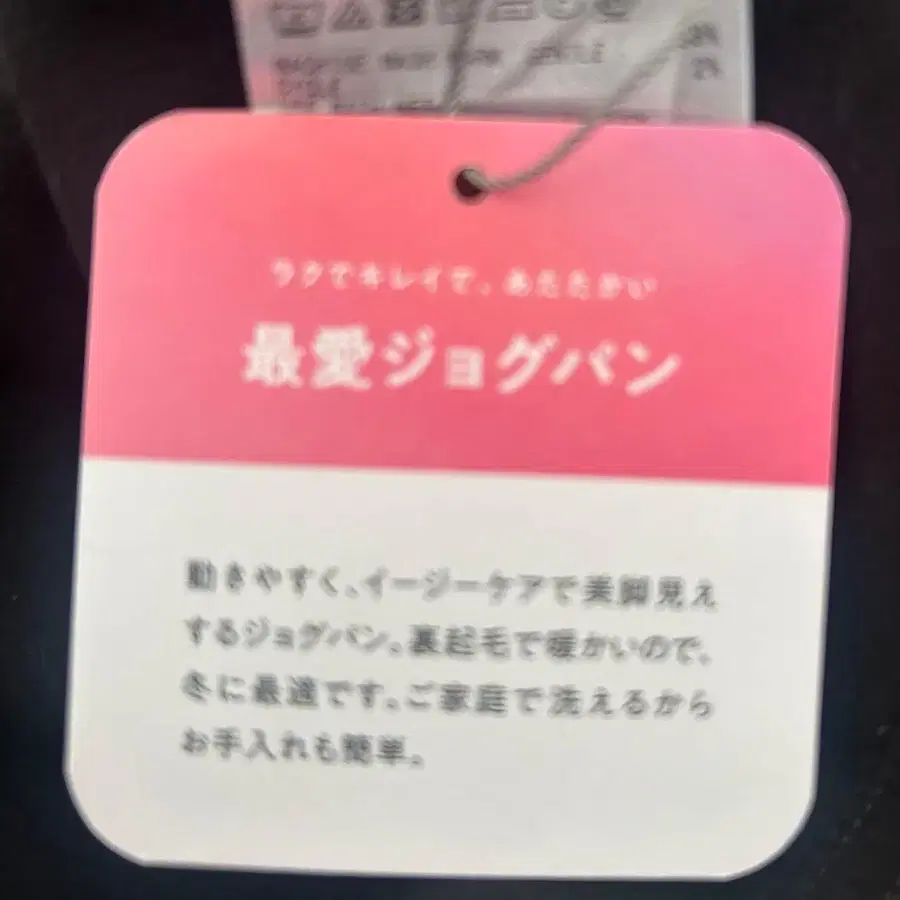 ラクでキレイで、あたたかい
最愛ジョグパン
動きやすく、イージーケアで美脚見え
するジョグパン。裏起毛で暖かいので、
冬に最適です。ご家庭で洗えるから
お手入れも簡単。